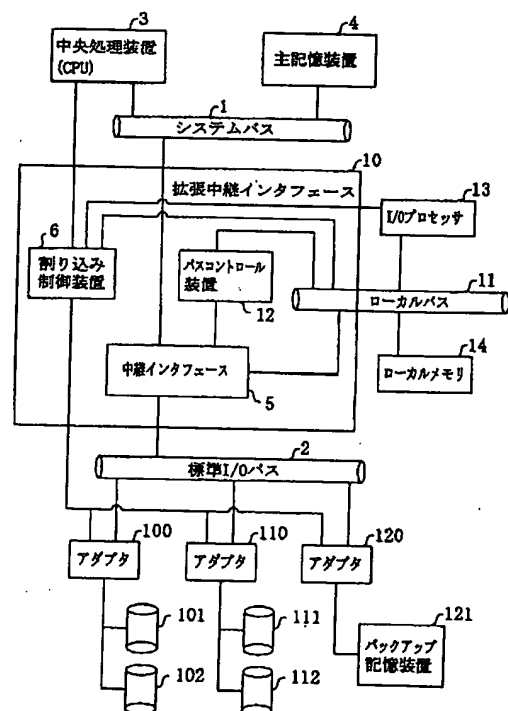 3
4
中央処理装置
(CPU)
主記憶装置
1
システムバス
10
拡張中継インタフェース
13
I/Oプロセッサ
6
割り込み
制御装置
バスコントロール
装置
12
11
ローカルバス
14
ローカルメモリ
中継インタフェース
5
2
標準I/Oバス
100
アダプタ
110
アダプタ
120
アダプタ
101
102
111
112
121
バックアップ
記憶装置